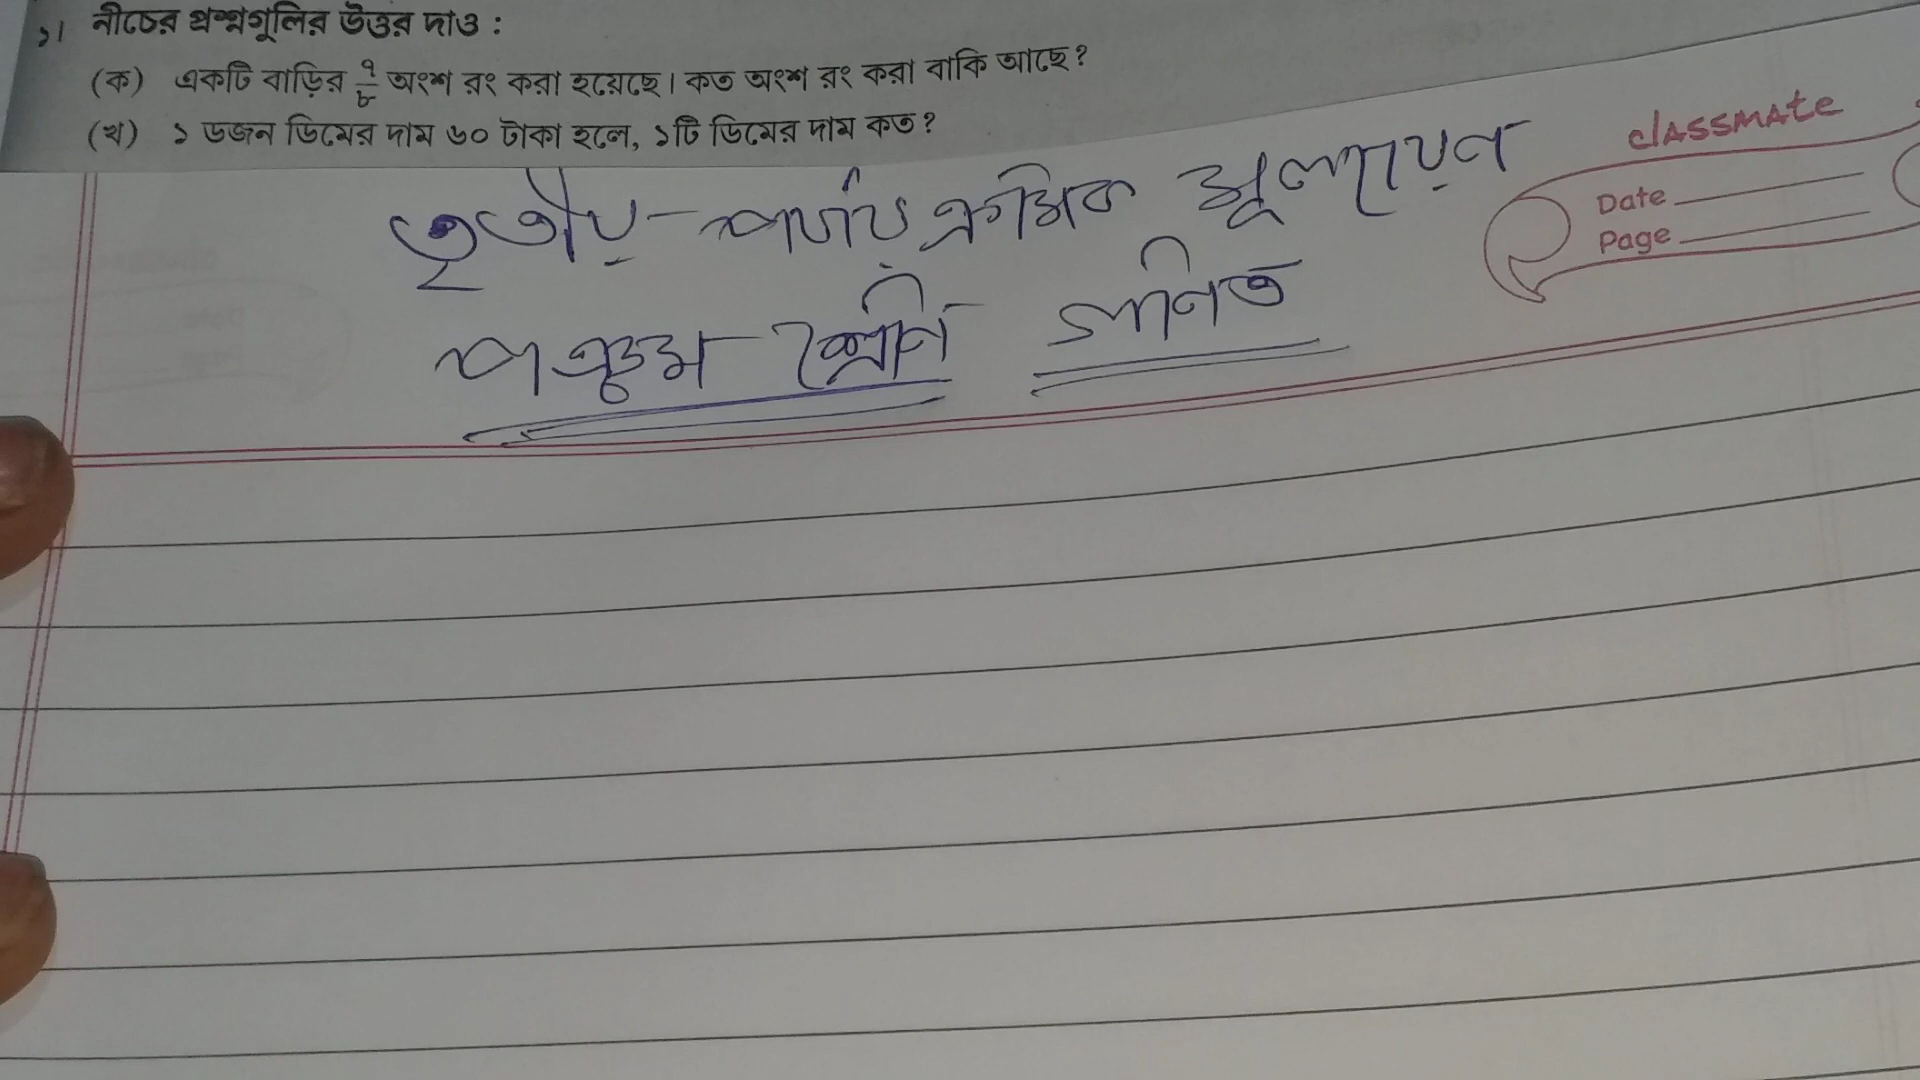 ১। নীচের প্রশ্নগুলির উত্তর দাও :
(ক) একটি বাড়ির ৭/৮ অংশ রং করা হয়েছে। কত অংশ রং করা বাকি আছে?
(খ) ১ ডজন ডিমের দাম ৬০ টাকা হলে, ১টি ডিমের দাম কত?
classmate
Date
Page
তৃতীয় পর্যায় ক্রমিক মূল্যায়ণ
পঞ্চম শ্রেণি গণিত